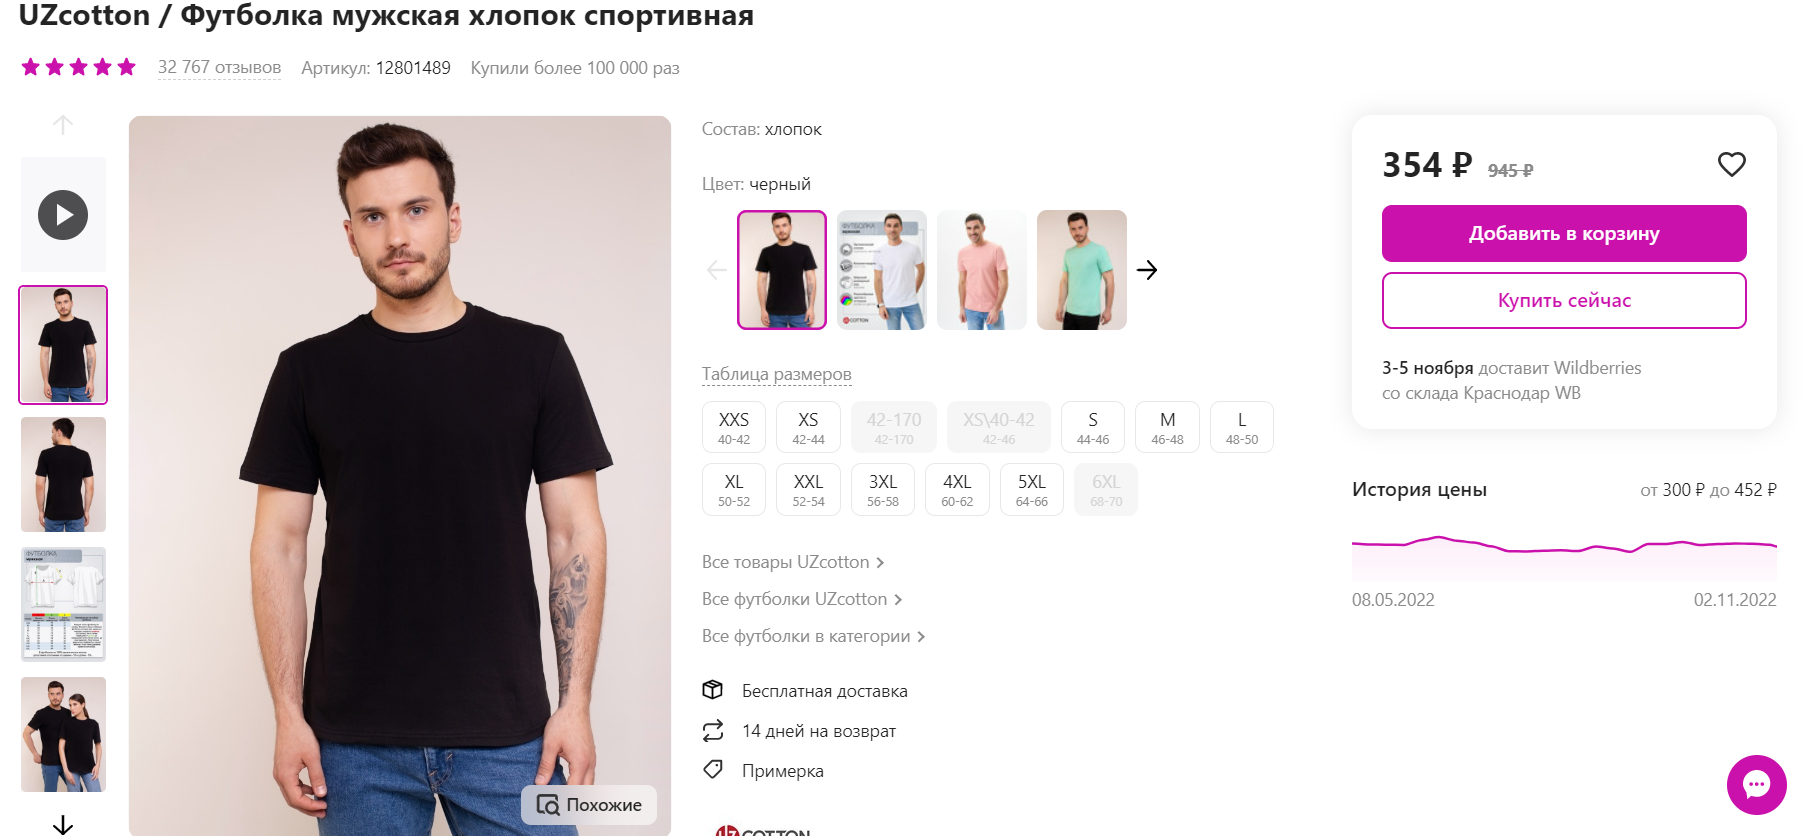 UZcotton / Футболка мужская хлопок спортивная
32 767 отзывов Артикул: 12801489 Купили более 100 000 раз
Состав: хлопок
Цвет: черный
ФУТБОЛКА
COTTON
Таблица размеров
XXS XS 42-170 XS\40-42 S M L
40-42 42-44 42-170 42-46 44-46 46-48 48-50
XL XXL 3XL 4XL 5XL 6XL
50-52 52-54 56-58 60-62 64-66 68-70
Все товары UZcotton
Все футболки UZcotton
Все футболки в категории
Бесплатная доставка
14 дней на возврат
Примерка
UZ COTTON
ФУТБОЛКА
Похожие
354 ₽ 945 ₽
Добавить в корзину
Купить сейчас
3-5 ноября доставит Wildberries
со склада Краснодар WB
История цены от 300 ₽ до 452 ₽
08.05.2022 02.11.2022